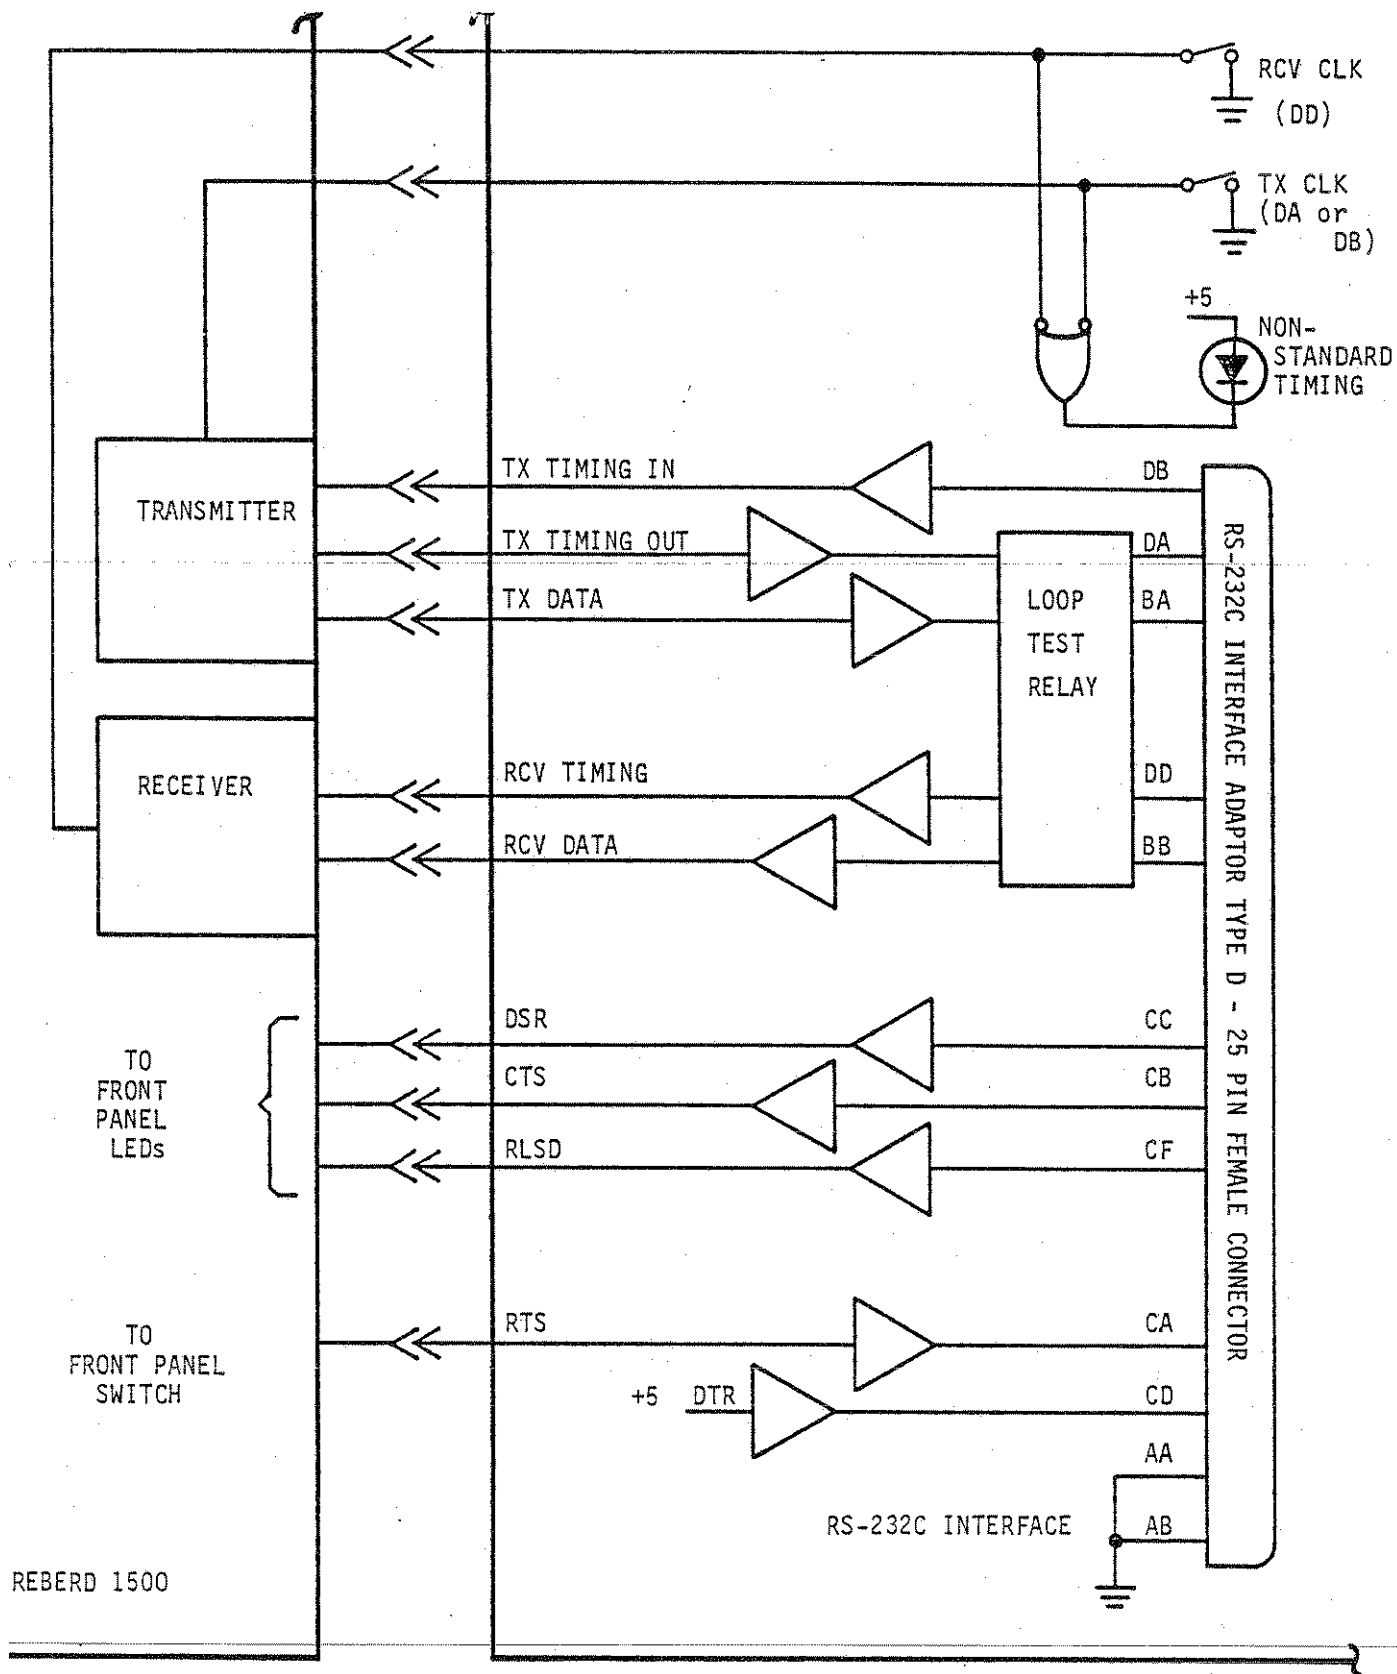 RCV CLK
(DD)
TX CLK
(DA or
DB)
+5
NON-
STANDARD
TIMING
TX TIMING IN
DB
TRANSMITTER
TX TIMING OUT
DA
TX DATA
BA
LOOP
TEST
RELAY
RS-232C INTERFACE ADAPTOR TYPE D - 25 PIN FEMALE CONNECTOR
RCV TIMING
DD
RECEIVER
RCV DATA
BB
DSR
CC
TO
FRONT
PANEL
LEDs
CTS
CB
RLSD
CF
RTS
CA
TO
FRONT PANEL
SWITCH
+5 DTR
CD
AA
RS-232C INTERFACE
AB
REBERD 1500